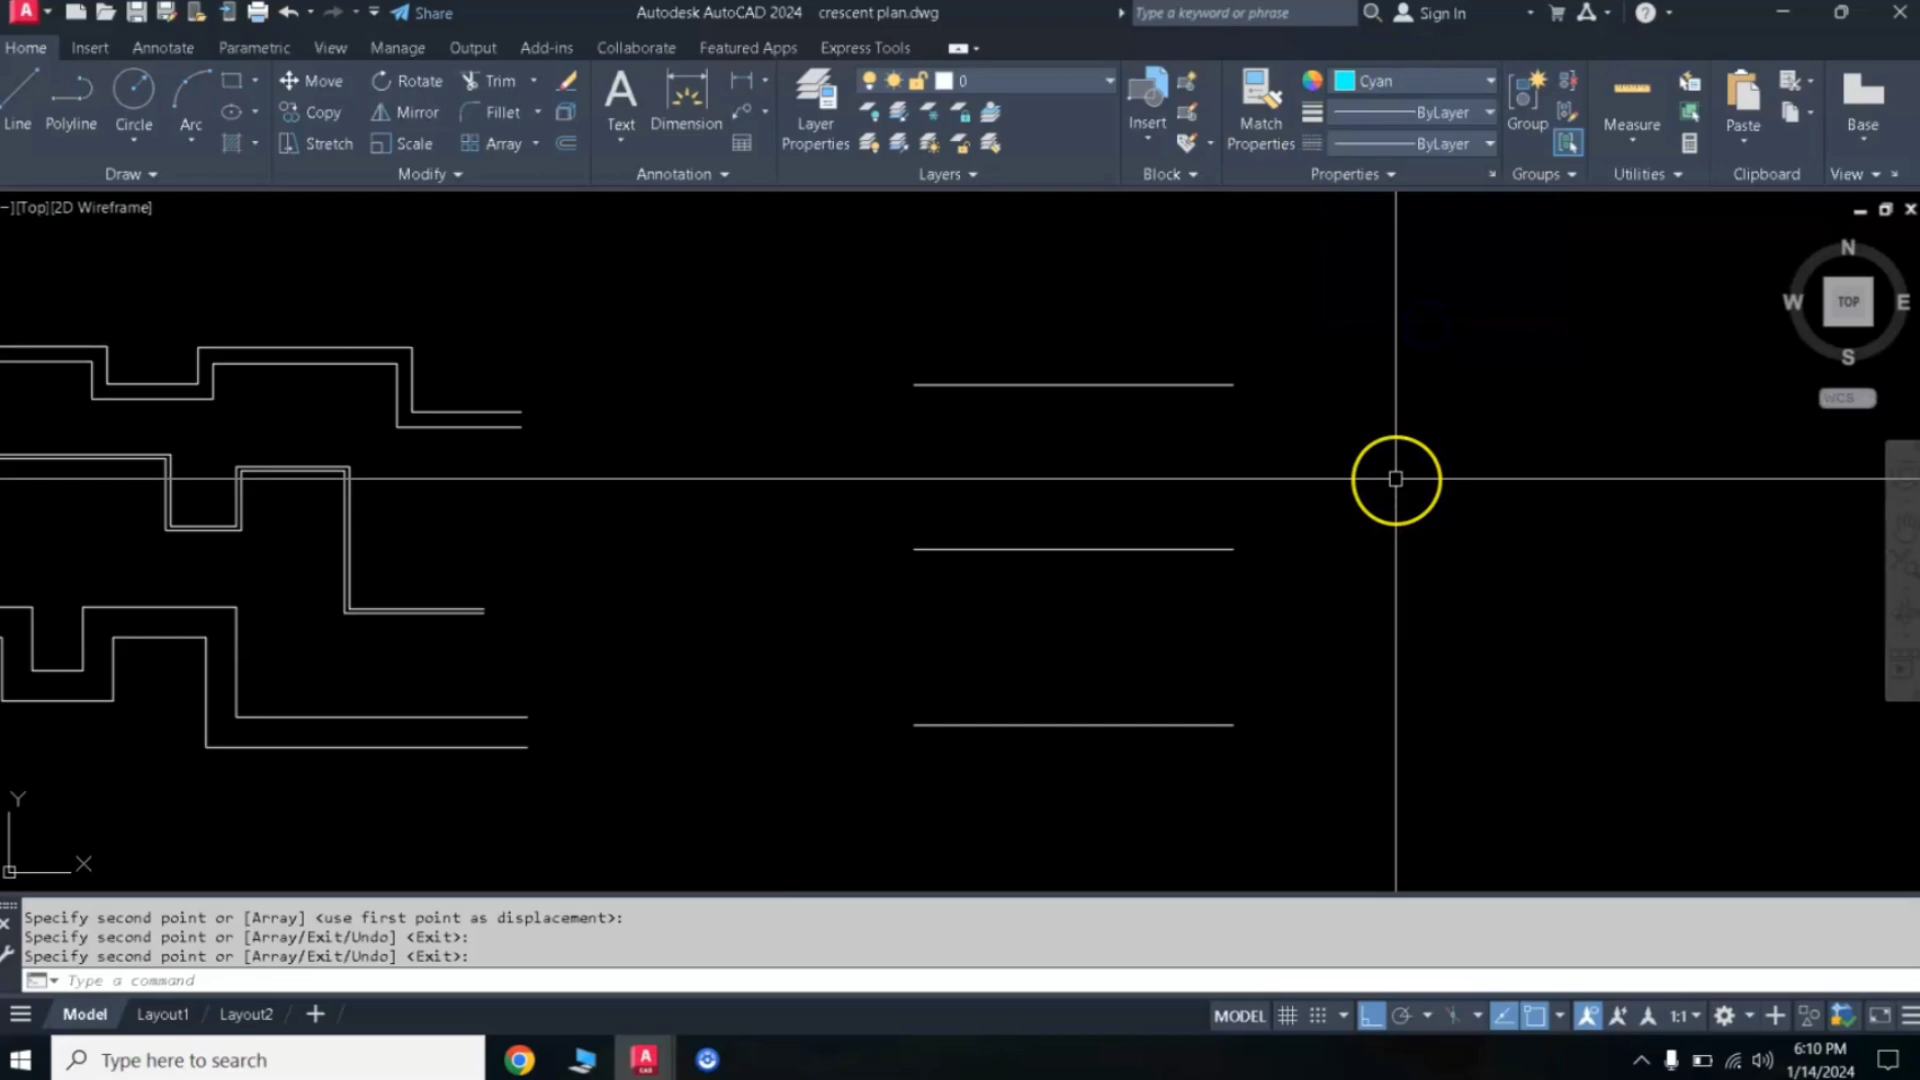 Share
Autodesk AutoCAD 2024 crescent plan.dwg
Type a keyword or phrase
Sign In
Home Insert Annotate Parametric View Manage Output Add-ins Collaborate Featured Apps Express Tools
Line Polyline Circle Arc
Move Rotate Trim
Copy Mirror Fillet
Stretch Scale Array
Text Dimension
Layer Properties
0
Insert
Match Properties
Cyan
ByLayer
ByLayer
Group
Measure
Paste
Base
Draw Modify Annotation Layers Block Properties Groups Utilities Clipboard View
−][Top][2D Wireframe]
N
W TOP E
S
WCS
Y
X
Specify second point or [Array] <use first point as displacement>:
Specify second point or [Array/Exit/Undo] <Exit>:
Specify second point or [Array/Exit/Undo] <Exit>:
Type a command
Model Layout1 Layout2 +
MODEL 1:1
Type here to search
6:10 PM
1/14/2024